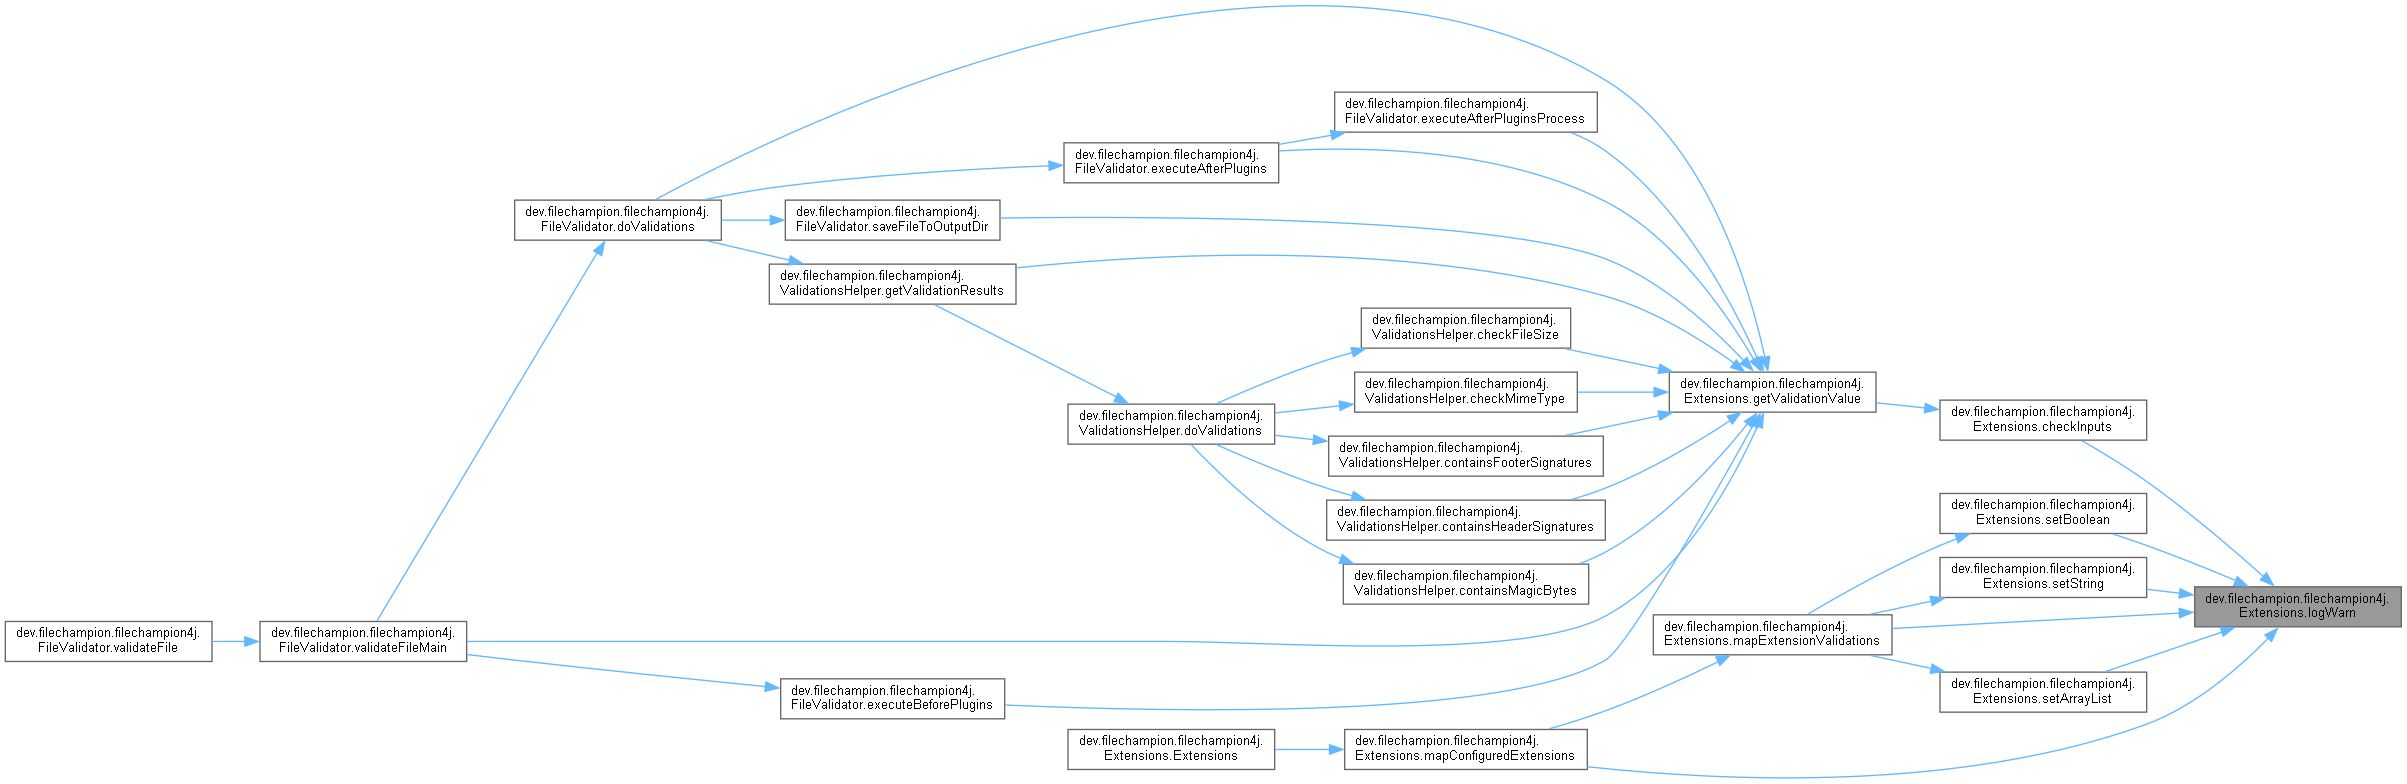 dev.filechampion.filechampion4j.
FileValidator.executeAfterPluginsProcess
dev.filechampion.filechampion4j.
FileValidator.executeAfterPlugins
dev.filechampion.filechampion4j.
FileValidator.doValidations
dev.filechampion.filechampion4j.
FileValidator.saveFileToOutputDir
dev.filechampion.filechampion4j.
ValidationsHelper.getValidationResults
dev.filechampion.filechampion4j.
ValidationsHelper.checkFileSize
dev.filechampion.filechampion4j.
ValidationsHelper.checkMimeType
dev.filechampion.filechampion4j.
Extensions.getValidationValue
dev.filechampion.filechampion4j.
ValidationsHelper.doValidations
dev.filechampion.filechampion4j.
Extensions.checkInputs
dev.filechampion.filechampion4j.
ValidationsHelper.containsFooterSignatures
dev.filechampion.filechampion4j.
ValidationsHelper.containsHeaderSignatures
dev.filechampion.filechampion4j.
Extensions.setBoolean
dev.filechampion.filechampion4j.
ValidationsHelper.containsMagicBytes
dev.filechampion.filechampion4j.
Extensions.setString
dev.filechampion.filechampion4j.
Extensions.logWarn
dev.filechampion.filechampion4j.
FileValidator.validateFile
dev.filechampion.filechampion4j.
FileValidator.validateFileMain
dev.filechampion.filechampion4j.
Extensions.mapExtensionValidations
dev.filechampion.filechampion4j.
FileValidator.executeBeforePlugins
dev.filechampion.filechampion4j.
Extensions.setArrayList
dev.filechampion.filechampion4j.
Extensions.Extensions
dev.filechampion.filechampion4j.
Extensions.mapConfiguredExtensions